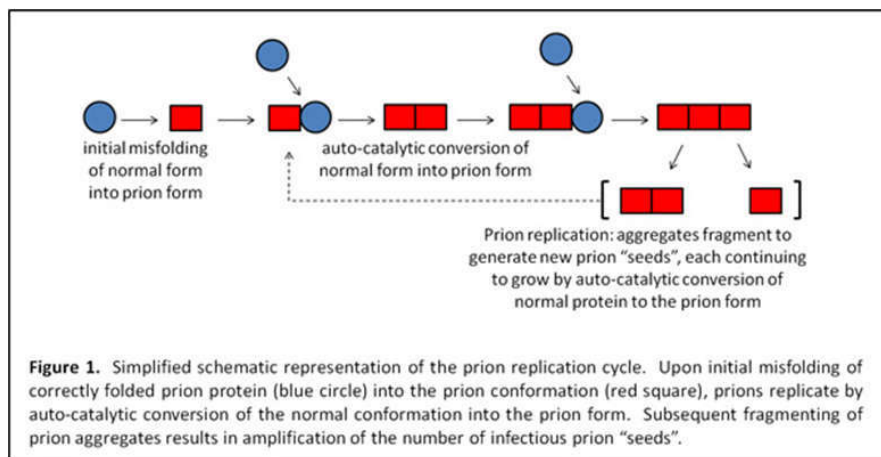 initial misfolding
of normal form
into prion form
auto-catalytic conversion of
normal form into prion form
Prion replication: aggregates fragment to
generate new prion “seeds”, each continuing
to grow by auto-catalytic conversion of
normal protein to the prion form
Figure 1. Simplified schematic representation of the prion replication cycle. Upon initial misfolding of
correctly folded prion protein (blue circle) into the prion conformation (red square), prions replicate by
auto-catalytic conversion of the normal conformation into the prion form. Subsequent fragmenting of
prion aggregates results in amplification of the number of infectious prion “seeds”.